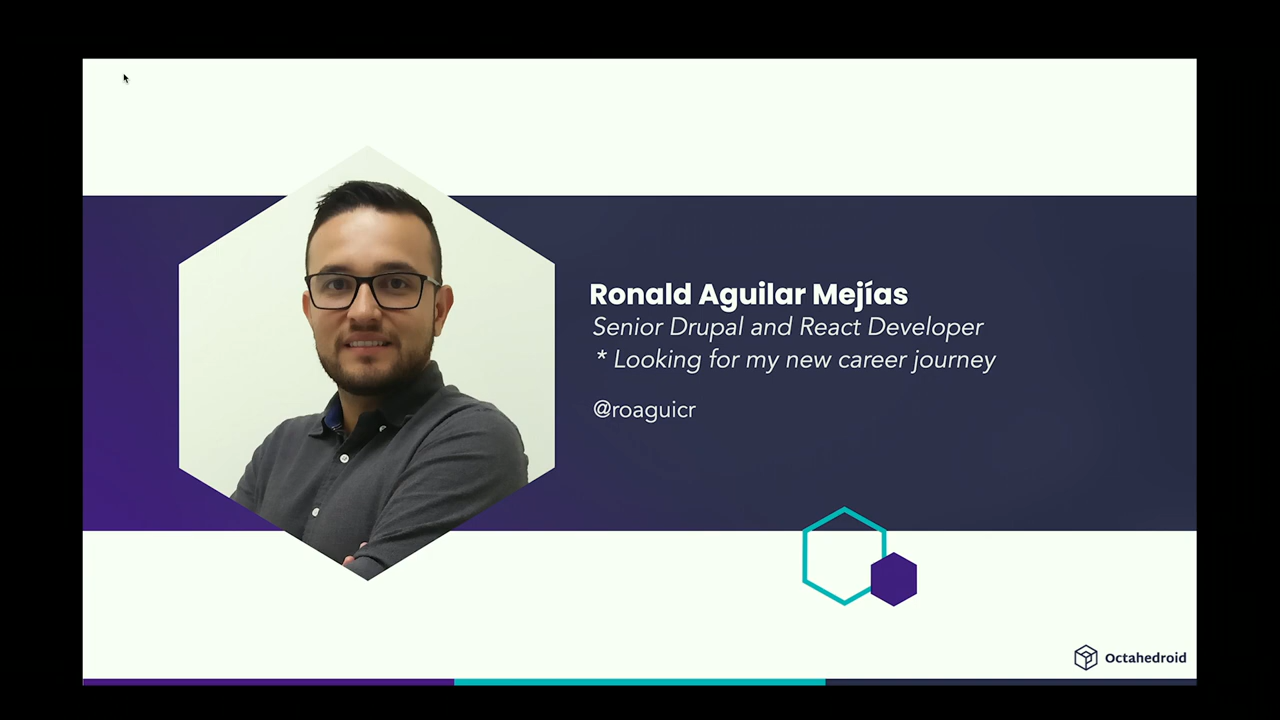 Ronald Aguilar Mejías
Senior Drupal and React Developer
* Looking for my new career journey
@roaguicr
Octahedroid